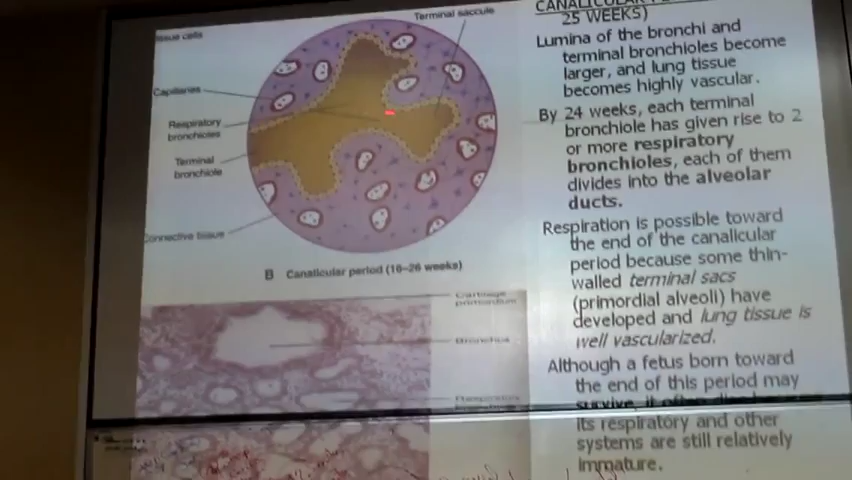 Terminal saccule
tissue cells
Capillaries
Respiratory
bronchioles
Terminal
bronchiole
Connective tissue
B Canalicular period (16–26 weeks)
primordium
Bronchus
CANALICULAR
25 WEEKS)
Lumina of the bronchi and
terminal bronchioles become
larger, and lung tissue
becomes highly vascular.
By 24 weeks, each terminal
bronchiole has given rise to 2
or more respiratory
bronchioles, each of them
divides into the alveolar
ducts.
Respiration is possible toward
the end of the canalicular
period because some thin-
walled terminal sacs
(primordial alveoli) have
developed and lung tissue is
well vascularized.
Although a fetus born toward
the end of this period may
survive, it often
its respiratory and other
systems are still relatively
immature.